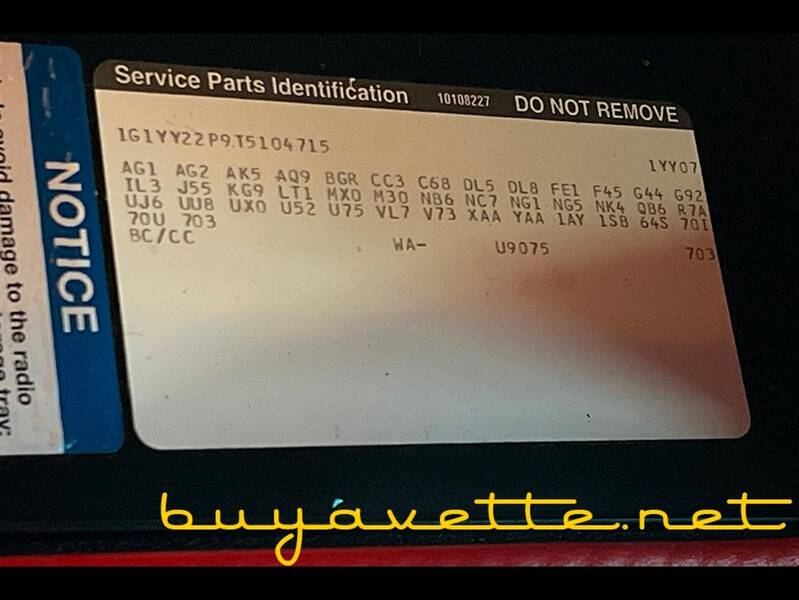 Service Parts Identification 10108227 DO NOT REMOVE
1G1YY22P9.T5104715
1YY07
AG1 AG2 AK5 AQ9 BGR CC3 C68 DL5 DL8 FE1 F45 G44 G92
IL3 J55 KG9 LT1 MX0 M30 NB6 NC7 NG1 NG5 NK4 QB6 R7A
UJ6 UU8 UX0 U52 U75 VL7 V73 XAA YAA 1AY 1SB 64S 70I
70U 703
BC/CC WA- U9075 703
NOTICE
avoid damage to the radio
tray:
buyavette.net